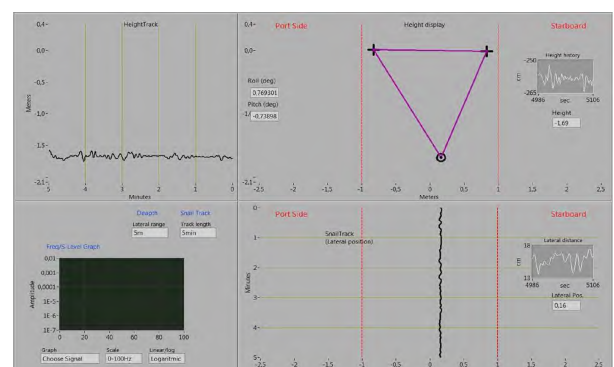 HeightTrack
0,4-
0,0-
-0,5-
-1,0-
-1,5-
-2,1-
Meters
5 4 3 2 1 0
Minutes
Port Side
Height display
Starboard
0,4-
0,0-
Roll (deg)
0,769301
Pitch (deg)
-0,73898
-1,5-
-2,1-
-2,5 -2 -1,5 -1 -0,5 0 0,5 1 1,5 2 2,5
Meters
Height history
-250
cm
-265
4986 sec 5106
Height
-1,69
Snail Track
Lateral range
5m
Track length
5min
Freq/S-Level Graph
Amplitude
0,01-
0,001-
0,0001-
1E-5-
1E-6-
1E-7-
0 20 40 60 80 100
Graph
Choose Signal
Scale
0-100Hz
Linear/log
Logaritmic
Port Side
SnailTrack
(Lateral position)
Starboard
0
1-
2-
3-
4-
5-
Minutes
-2,5 -2 -1,5 -1 -0,5 0 0,5 1 1,5 2 2,5
Lateral distance
18
cm
13
4986 sec 5106
Lateral Pos.
0,16